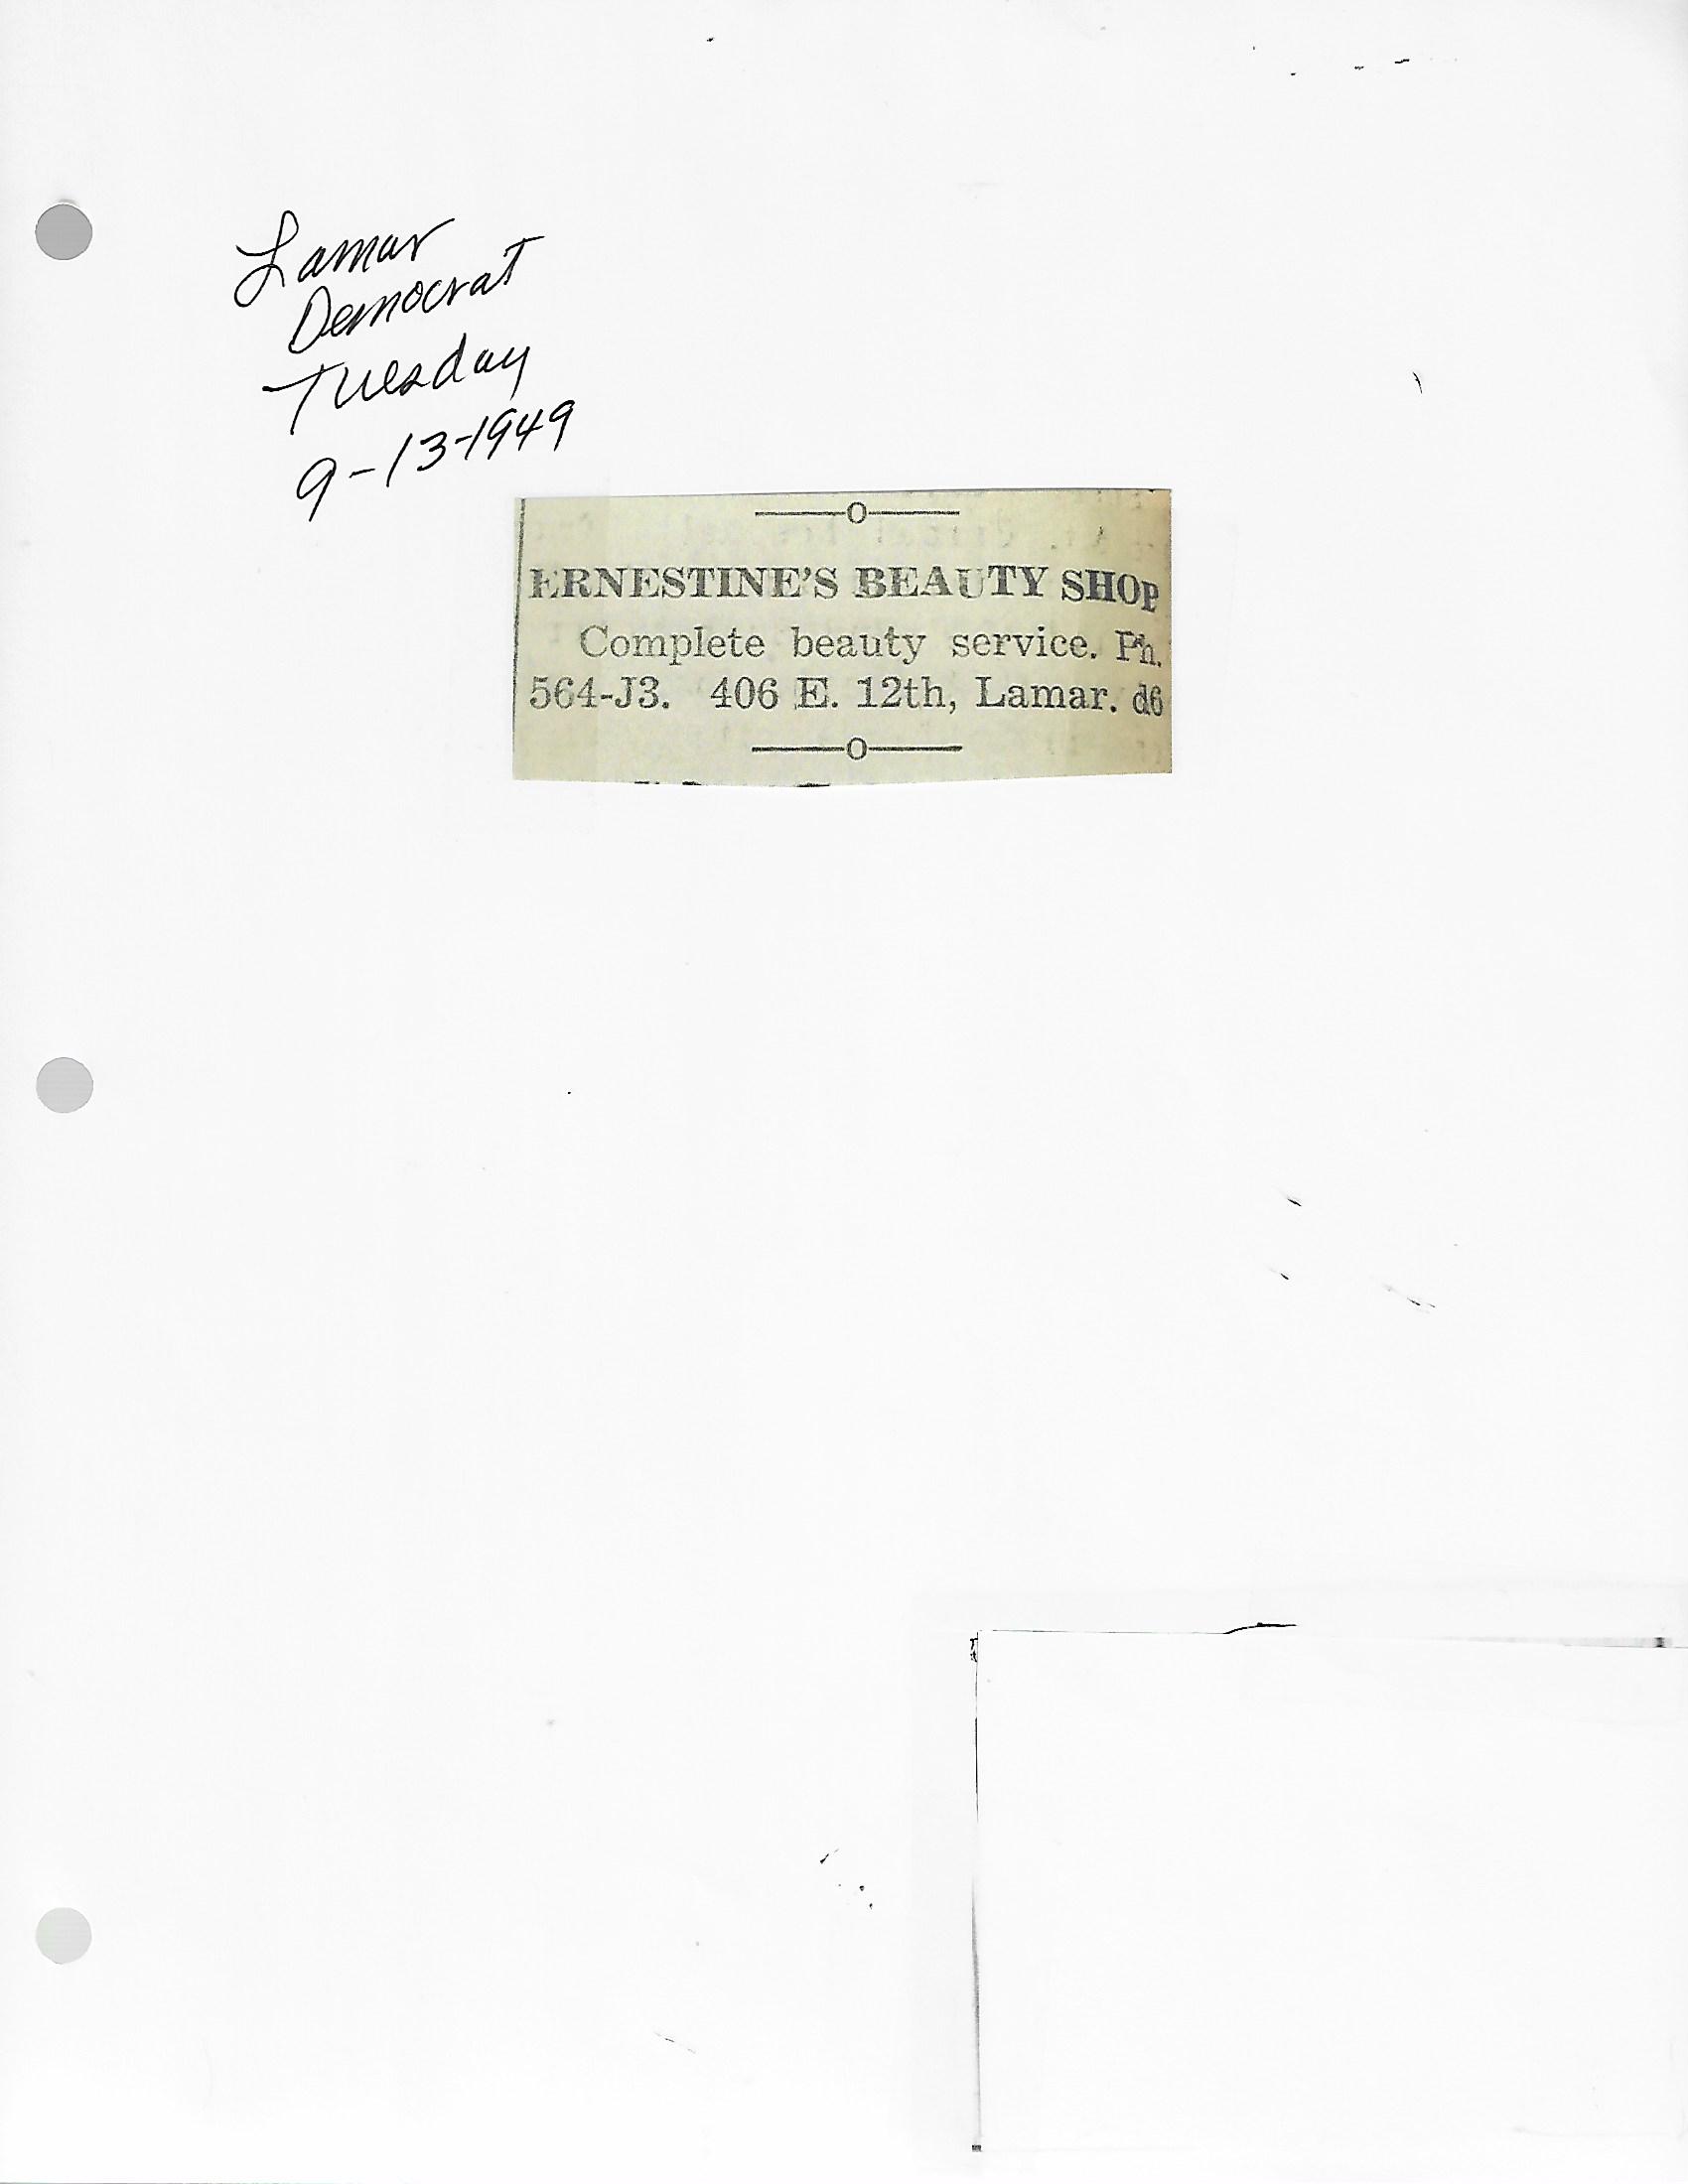 Lamar
Democrat
Tuesday
9-13-1949
ERNESTINE'S BEAUTY SHOP
Complete beauty service. Ph.
564-J3. 406 E. 12th, Lamar. d6